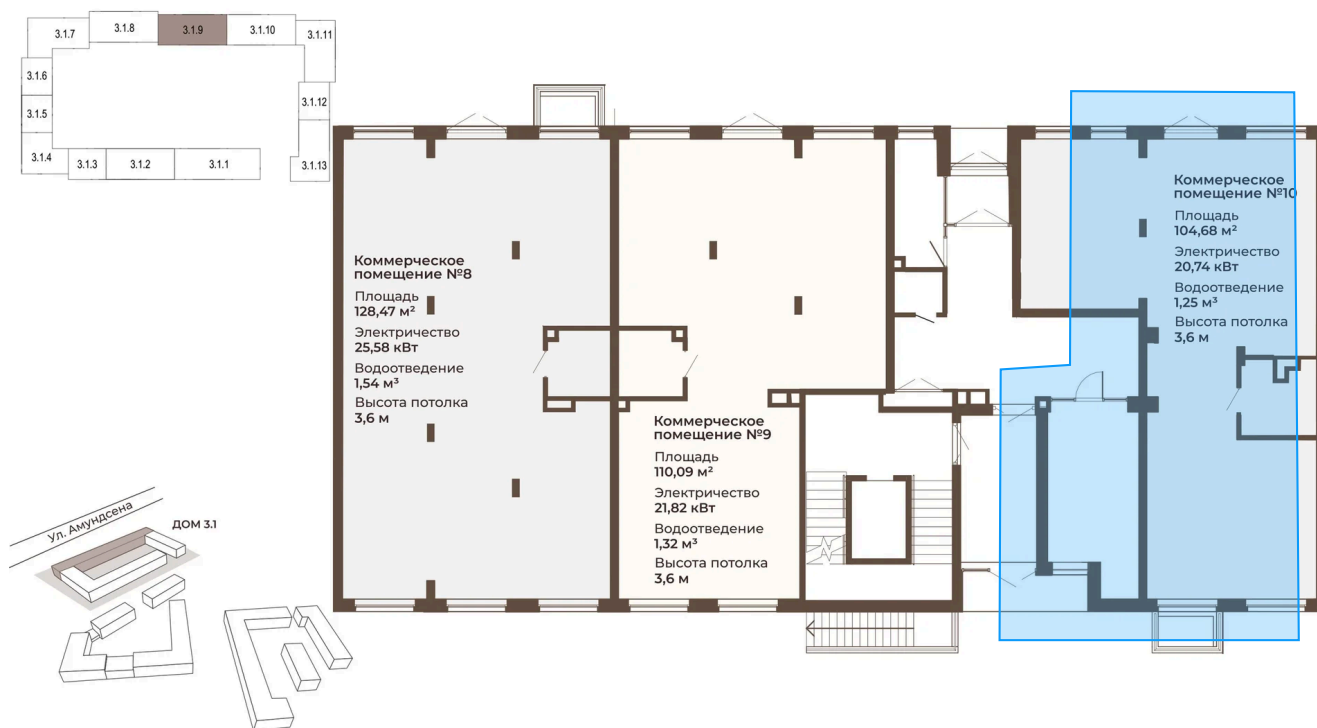 3.1.7
3.1.8
3.1.9
3.1.10
3.1.11
3.1.6
3.1.5
3.1.4
3.1.3
3.1.2
3.1.1
3.1.12
3.1.13
Коммерческое
помещение №8
Площадь
128,47 м²
Электричество
25,58 кВт
Водоотведение
1,54 м³
Высота потолка
3,6 м
Коммерческое
помещение №9
Площадь
110,09 м²
Электричество
21,82 кВт
Водоотведение
1,32 м³
Высота потолка
3,6 м
Коммерческое
помещение №10
Площадь
104,68 м²
Электричество
20,74 кВт
Водоотведение
1,25 м³
Высота потолка
3,6 м
Ул. Амундсена
ДОМ 3.1